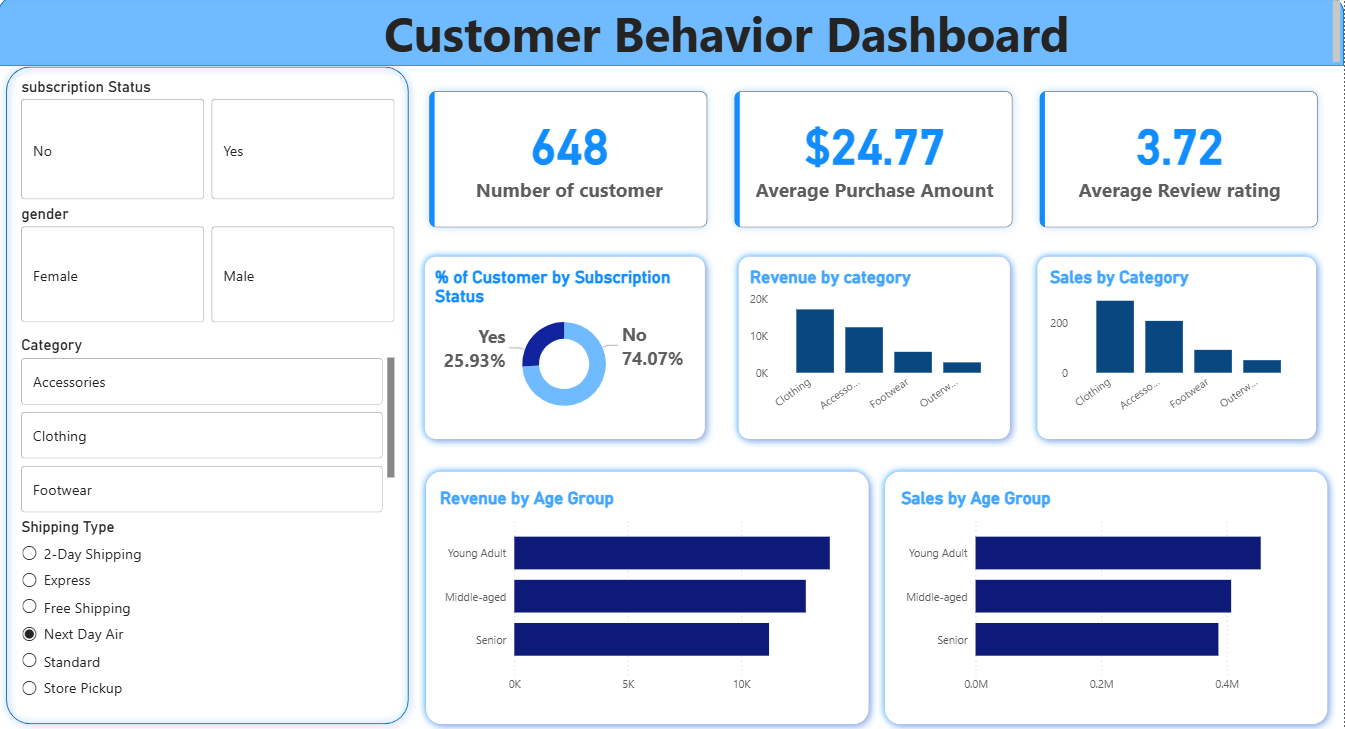 Customer Behavior Dashboard
subscription Status
No
Yes
gender
Female
Male
Category
Accessories
Clothing
Footwear
Shipping Type
2-Day Shipping
Express
Free Shipping
Next Day Air
Standard
Store Pickup
648
Number of customer
$24.77
Average Purchase Amount
3.72
Average Review rating
% of Customer by Subscription
Status
Yes
25.93%
No
74.07%
Revenue by category
20K
10K
0K
Clothing
Accesso...
Footwear
Outerw...
Sales by Category
200
0
Clothing
Accesso...
Footwear
Outerw...
Revenue by Age Group
Young Adult
Middle-aged
Senior
0K
5K
10K
Sales by Age Group
Young Adult
Middle-aged
Senior
0.0M
0.2M
0.4M